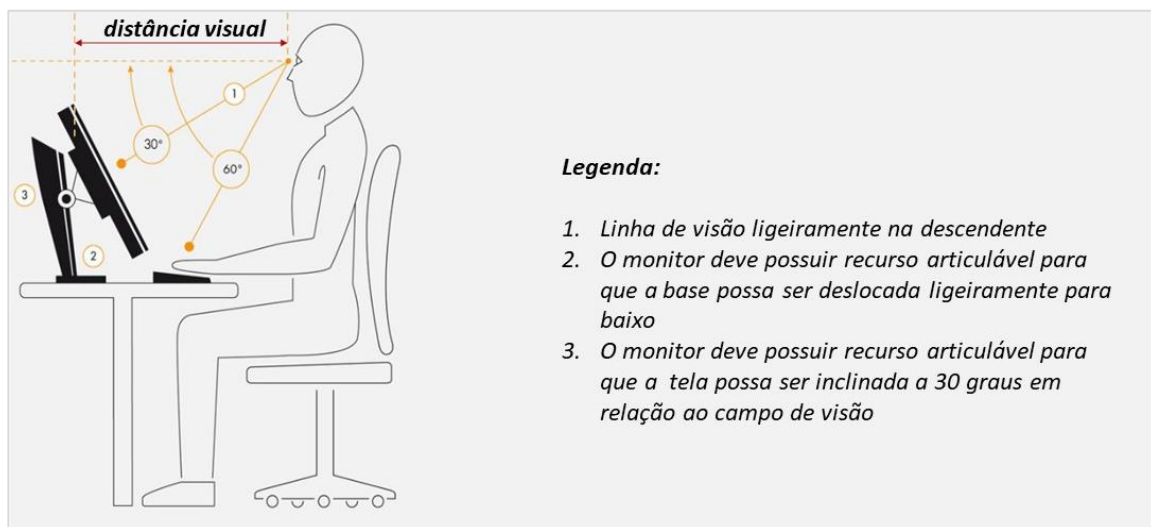 distância visual
1
30°
60°
3
2
Legenda:
1. Linha de visão ligeiramente na descendente
2. O monitor deve possuir recurso articulável para
que a base possa ser deslocada ligeiramente para
baixo
3. O monitor deve possuir recurso articulável para
que a tela possa ser inclinada a 30 graus em
relação ao campo de visão